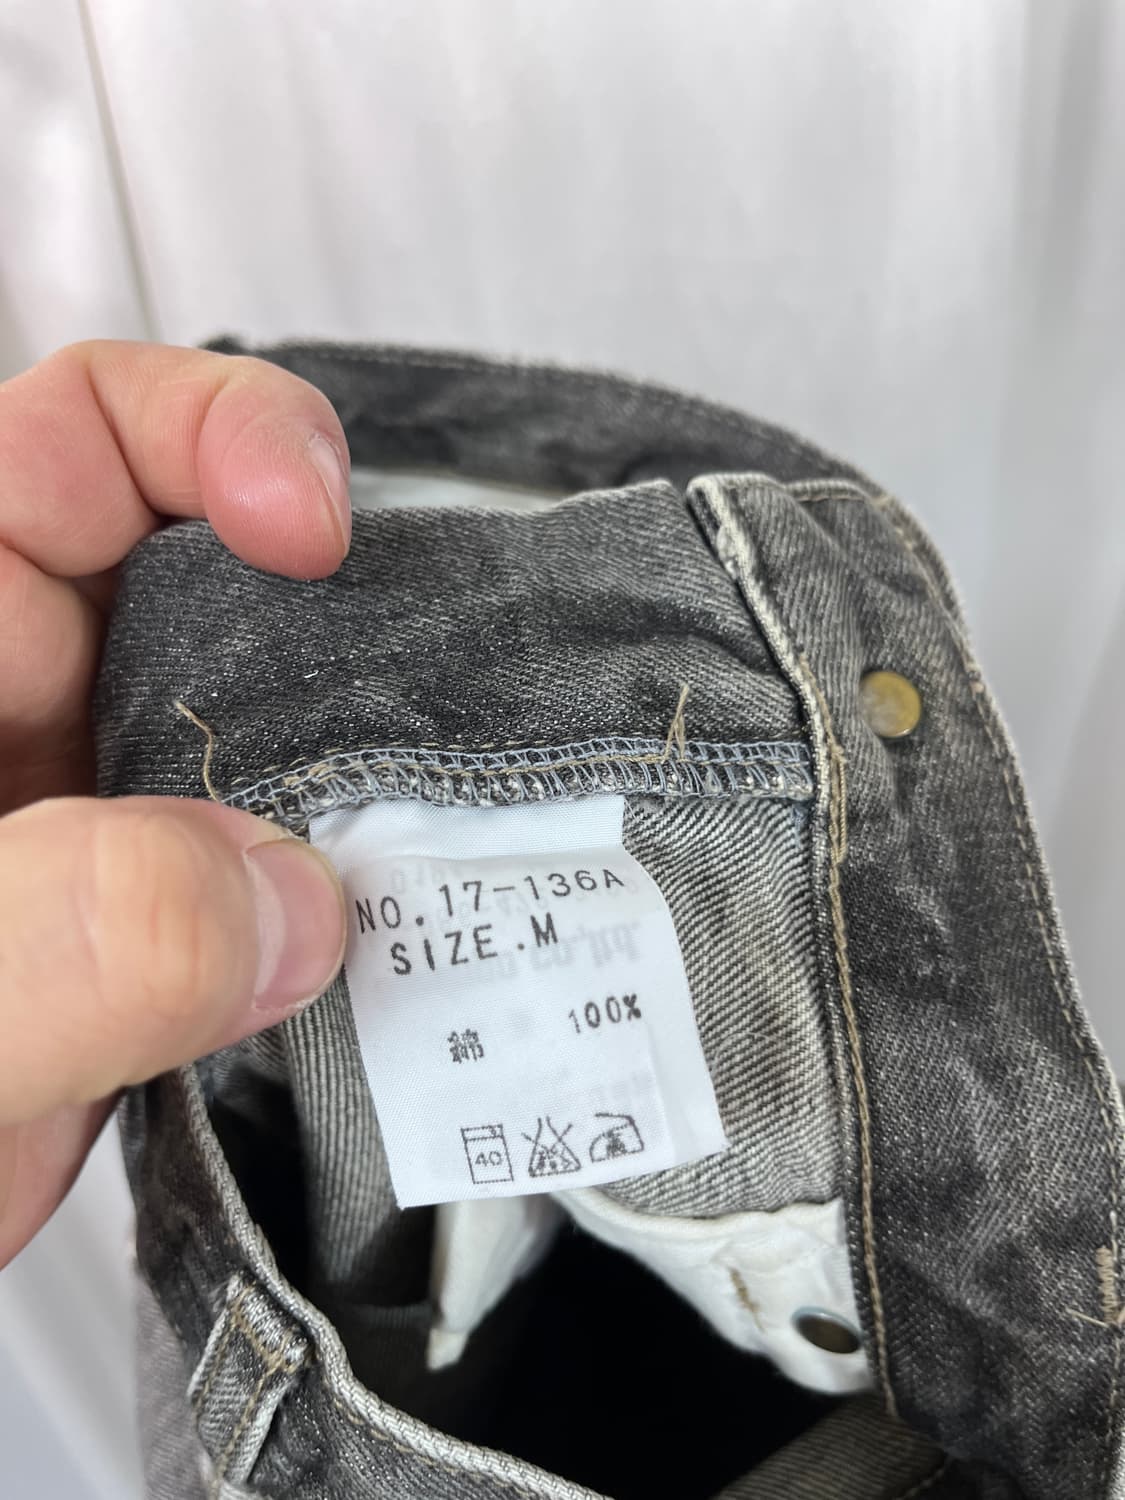 NO.17-136A
SIZE.M
綿 100%
40